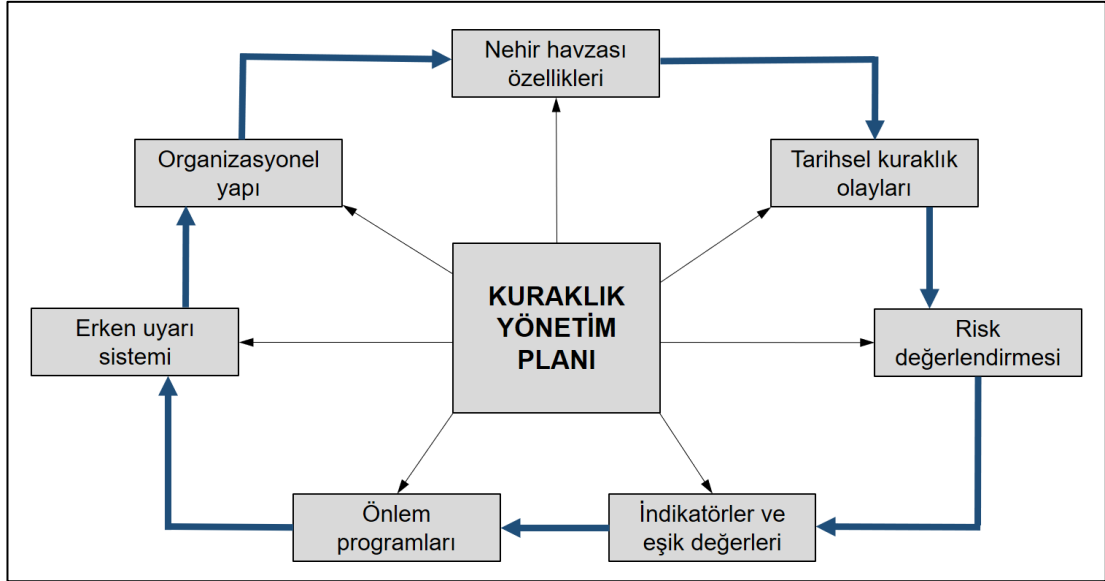 Nehir havzası
özellikleri
Organizasyonel
yapı
Tarihsel kuraklık
olayları
KURAKLIK
YÖNETİM
PLANI
Erken uyarı
sistemi
Risk
değerlendirmesi
Önlem
programları
İndikatörler ve
eşik değerleri